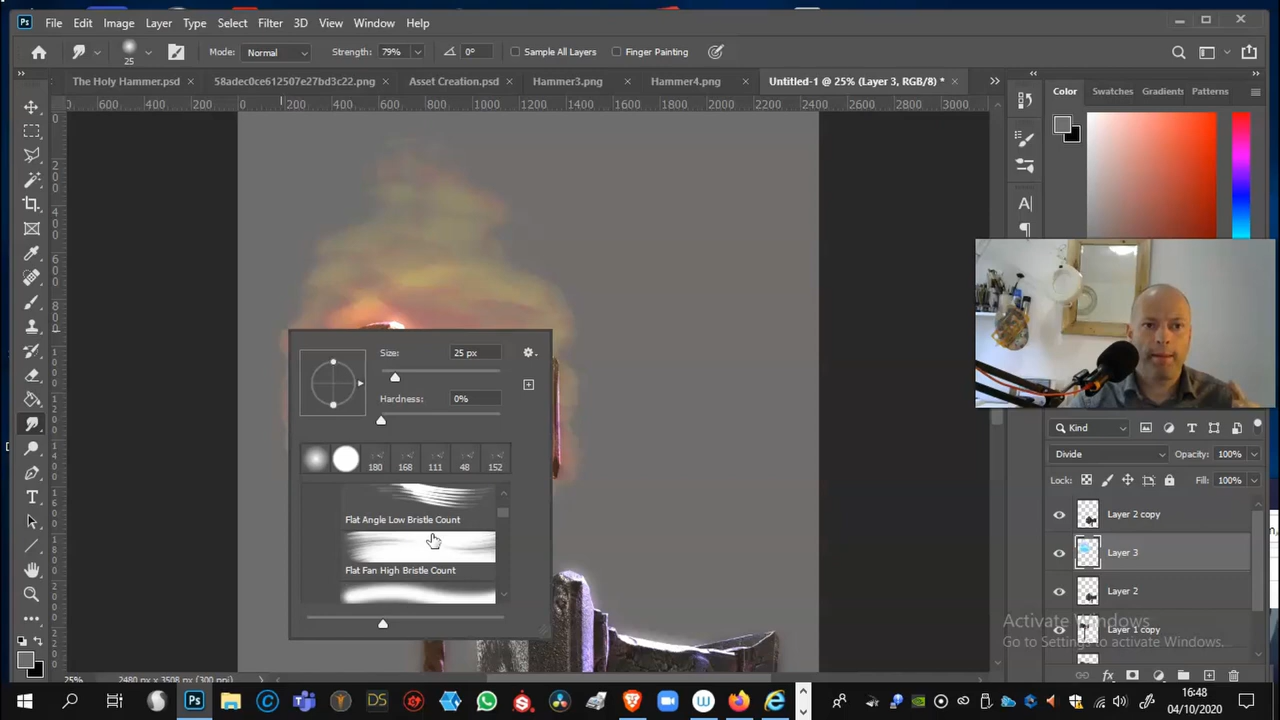 Ps File Edit Image Layer Type Select Filter 3D View Window Help
25 Mode: Normal Strength: 79% 0° Sample All Layers Finger Painting
The Holy Hammer.psd × 58adec0ce612507e27bd3c22.png × Asset Creation.psd × Hammer3.png × Hammer4.png × Untitled-1 @ 25% (Layer 3, RGB/8) * ×
600 400 200 0 200 400 600 800 1000 1200 1400 1600 1800 2000 2200 2400 2600 2800 3000
Color Swatches Gradients Patterns
Size: 25 px
Hardness: 0%
180 168 111 48 152
Flat Angle Low Bristle Count
Flat Fan High Bristle Count
Kind
Divide Opacity: 100%
Lock: Fill: 100%
Layer 2 copy
Layer 3
Layer 2
Layer 1 copy
Activate Windows
Go to Settings to activate Windows.
25% 2480 px x 3508 px (300 ppi)
16:48
04/10/2020